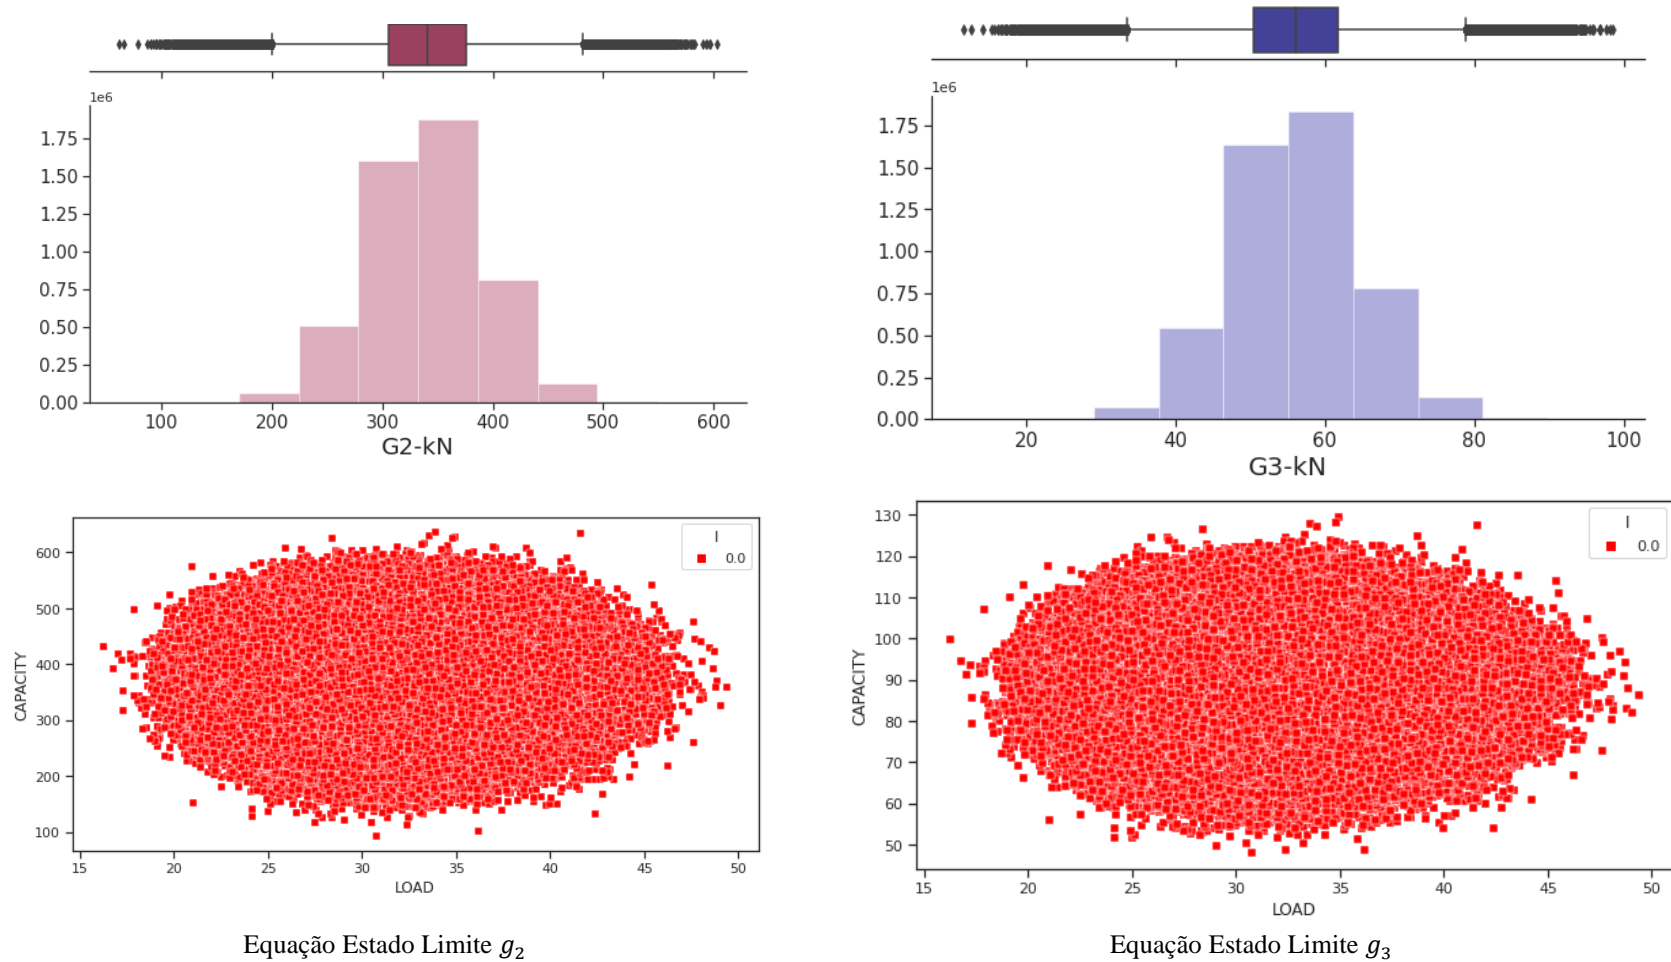 1e6
1.75
1.50
1.25
1.00
0.75
0.50
0.25
0.00
100 200 300 400 500 600
G2-kN
1e6
1.75
1.50
1.25
1.00
0.75
0.50
0.25
0.00
20 40 60 80 100
G3-kN
CAPACITY
600
500
400
300
200
100
I
0.0
15 20 25 30 35 40 45 50
LOAD
Equação Estado Limite g₂
CAPACITY
130
120
110
100
90
80
70
60
50
I
0.0
15 20 25 30 35 40 45 50
LOAD
Equação Estado Limite g₃